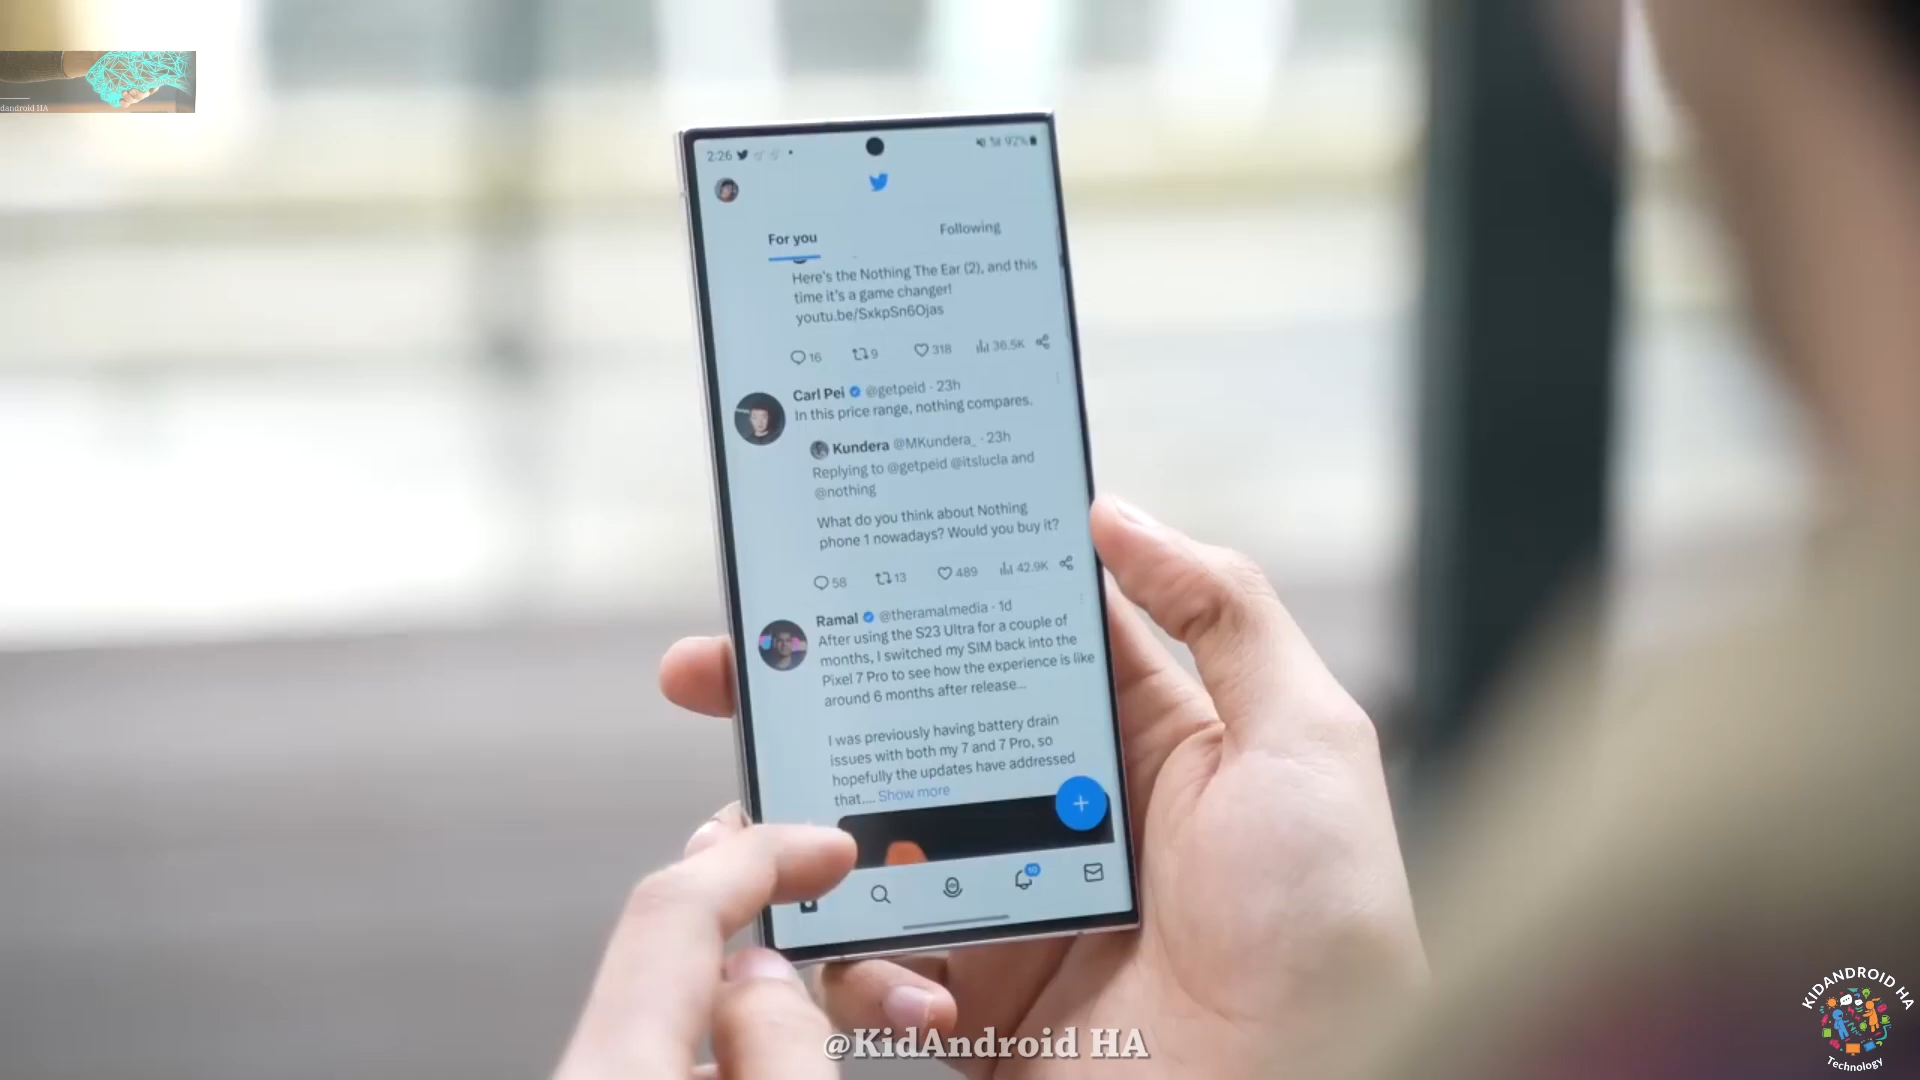 dandroid HA
2:26
92%
For you
Following
Here's the Nothing The Ear (2), and this
time it's a game changer!
youtu.be/SxkpSn6Ojas
16
9
318
36.5K
Carl Pei @getpeid · 23h
In this price range, nothing compares.
Kundera @MKundera_ · 23h
Replying to @getpeid @itslucla and
@nothing
What do you think about Nothing
phone 1 nowadays? Would you buy it?
58
13
489
42.9K
Ramal @theramalmedia · 1d
After using the S23 Ultra for a couple of
months, I switched my SIM back into the
Pixel 7 Pro to see how the experience is like
around 6 months after release...
I was previously having battery drain
issues with both my 7 and 7 Pro, so
hopefully the updates have addressed
that.... Show more
10
@KidAndroid HA
KIDANDROID HA
Technology